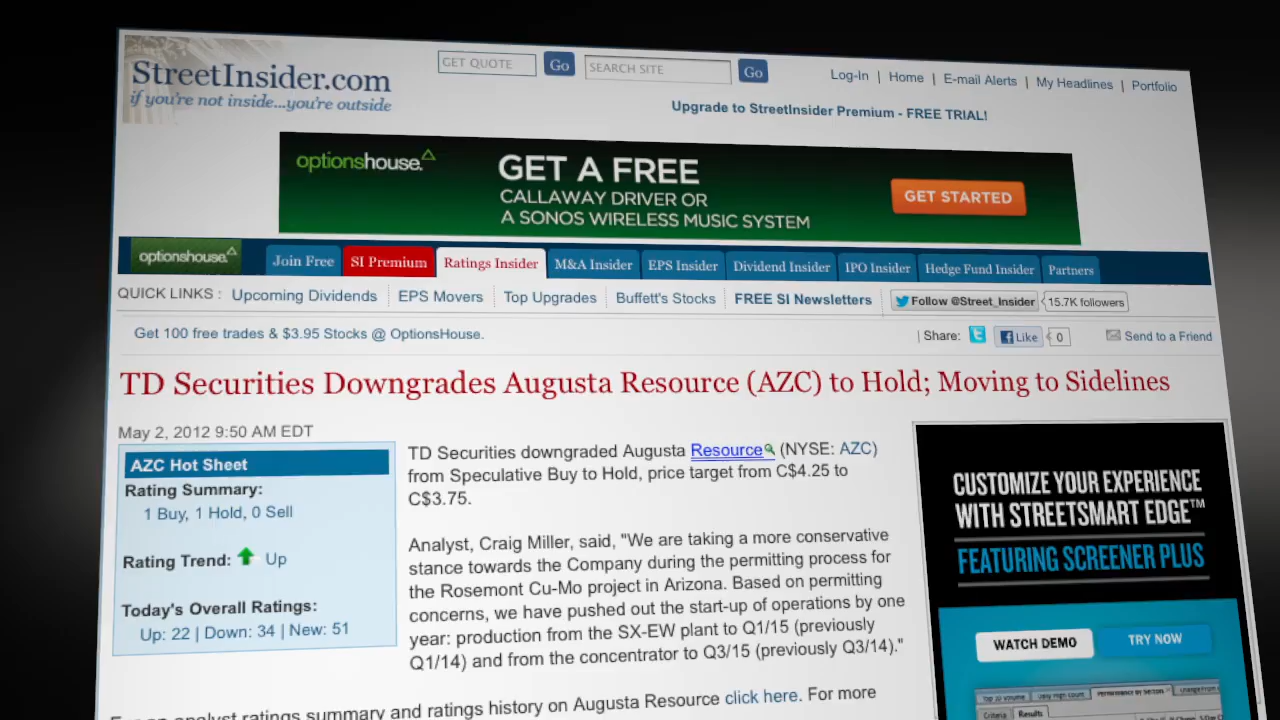 StreetInsider.com
if you're not inside...you're outside
GET QUOTE Go SEARCH SITE Go
Log-In | Home | E-mail Alerts | My Headlines | Portfolio
Upgrade to StreetInsider Premium - FREE TRIAL!
optionshouse.
GET A FREE
CALLAWAY DRIVER OR
A SONOS WIRELESS MUSIC SYSTEM
GET STARTED
optionshouse. Join Free SI Premium Ratings Insider M&A Insider EPS Insider Dividend Insider IPO Insider Hedge Fund Insider Partners
QUICK LINKS : Upcoming Dividends EPS Movers Top Upgrades Buffett's Stocks FREE SI Newsletters Follow @Street_Insider 15.7K followers
Get 100 free trades & $3.95 Stocks @ OptionsHouse.
| Share: Like 0 Send to a Friend
TD Securities Downgrades Augusta Resource (AZC) to Hold; Moving to Sidelines
May 2, 2012 9:50 AM EDT
AZC Hot Sheet
Rating Summary:
1 Buy, 1 Hold, 0 Sell
Rating Trend: Up
Today's Overall Ratings:
Up: 22 | Down: 34 | New: 51
TD Securities downgraded Augusta Resource (NYSE: AZC)
from Speculative Buy to Hold, price target from C$4.25 to
C$3.75.
Analyst, Craig Miller, said, "We are taking a more conservative
stance towards the Company during the permitting process for
the Rosemont Cu-Mo project in Arizona. Based on permitting
concerns, we have pushed out the start-up of operations by one
year: production from the SX-EW plant to Q1/15 (previously
Q1/14) and from the concentrator to Q3/15 (previously Q3/14)."
For an analyst ratings summary and ratings history on Augusta Resource click here. For more
CUSTOMIZE YOUR EXPERIENCE
WITH STREETSMART EDGE™
FEATURING SCREENER PLUS
WATCH DEMO TRY NOW
Criteria Results